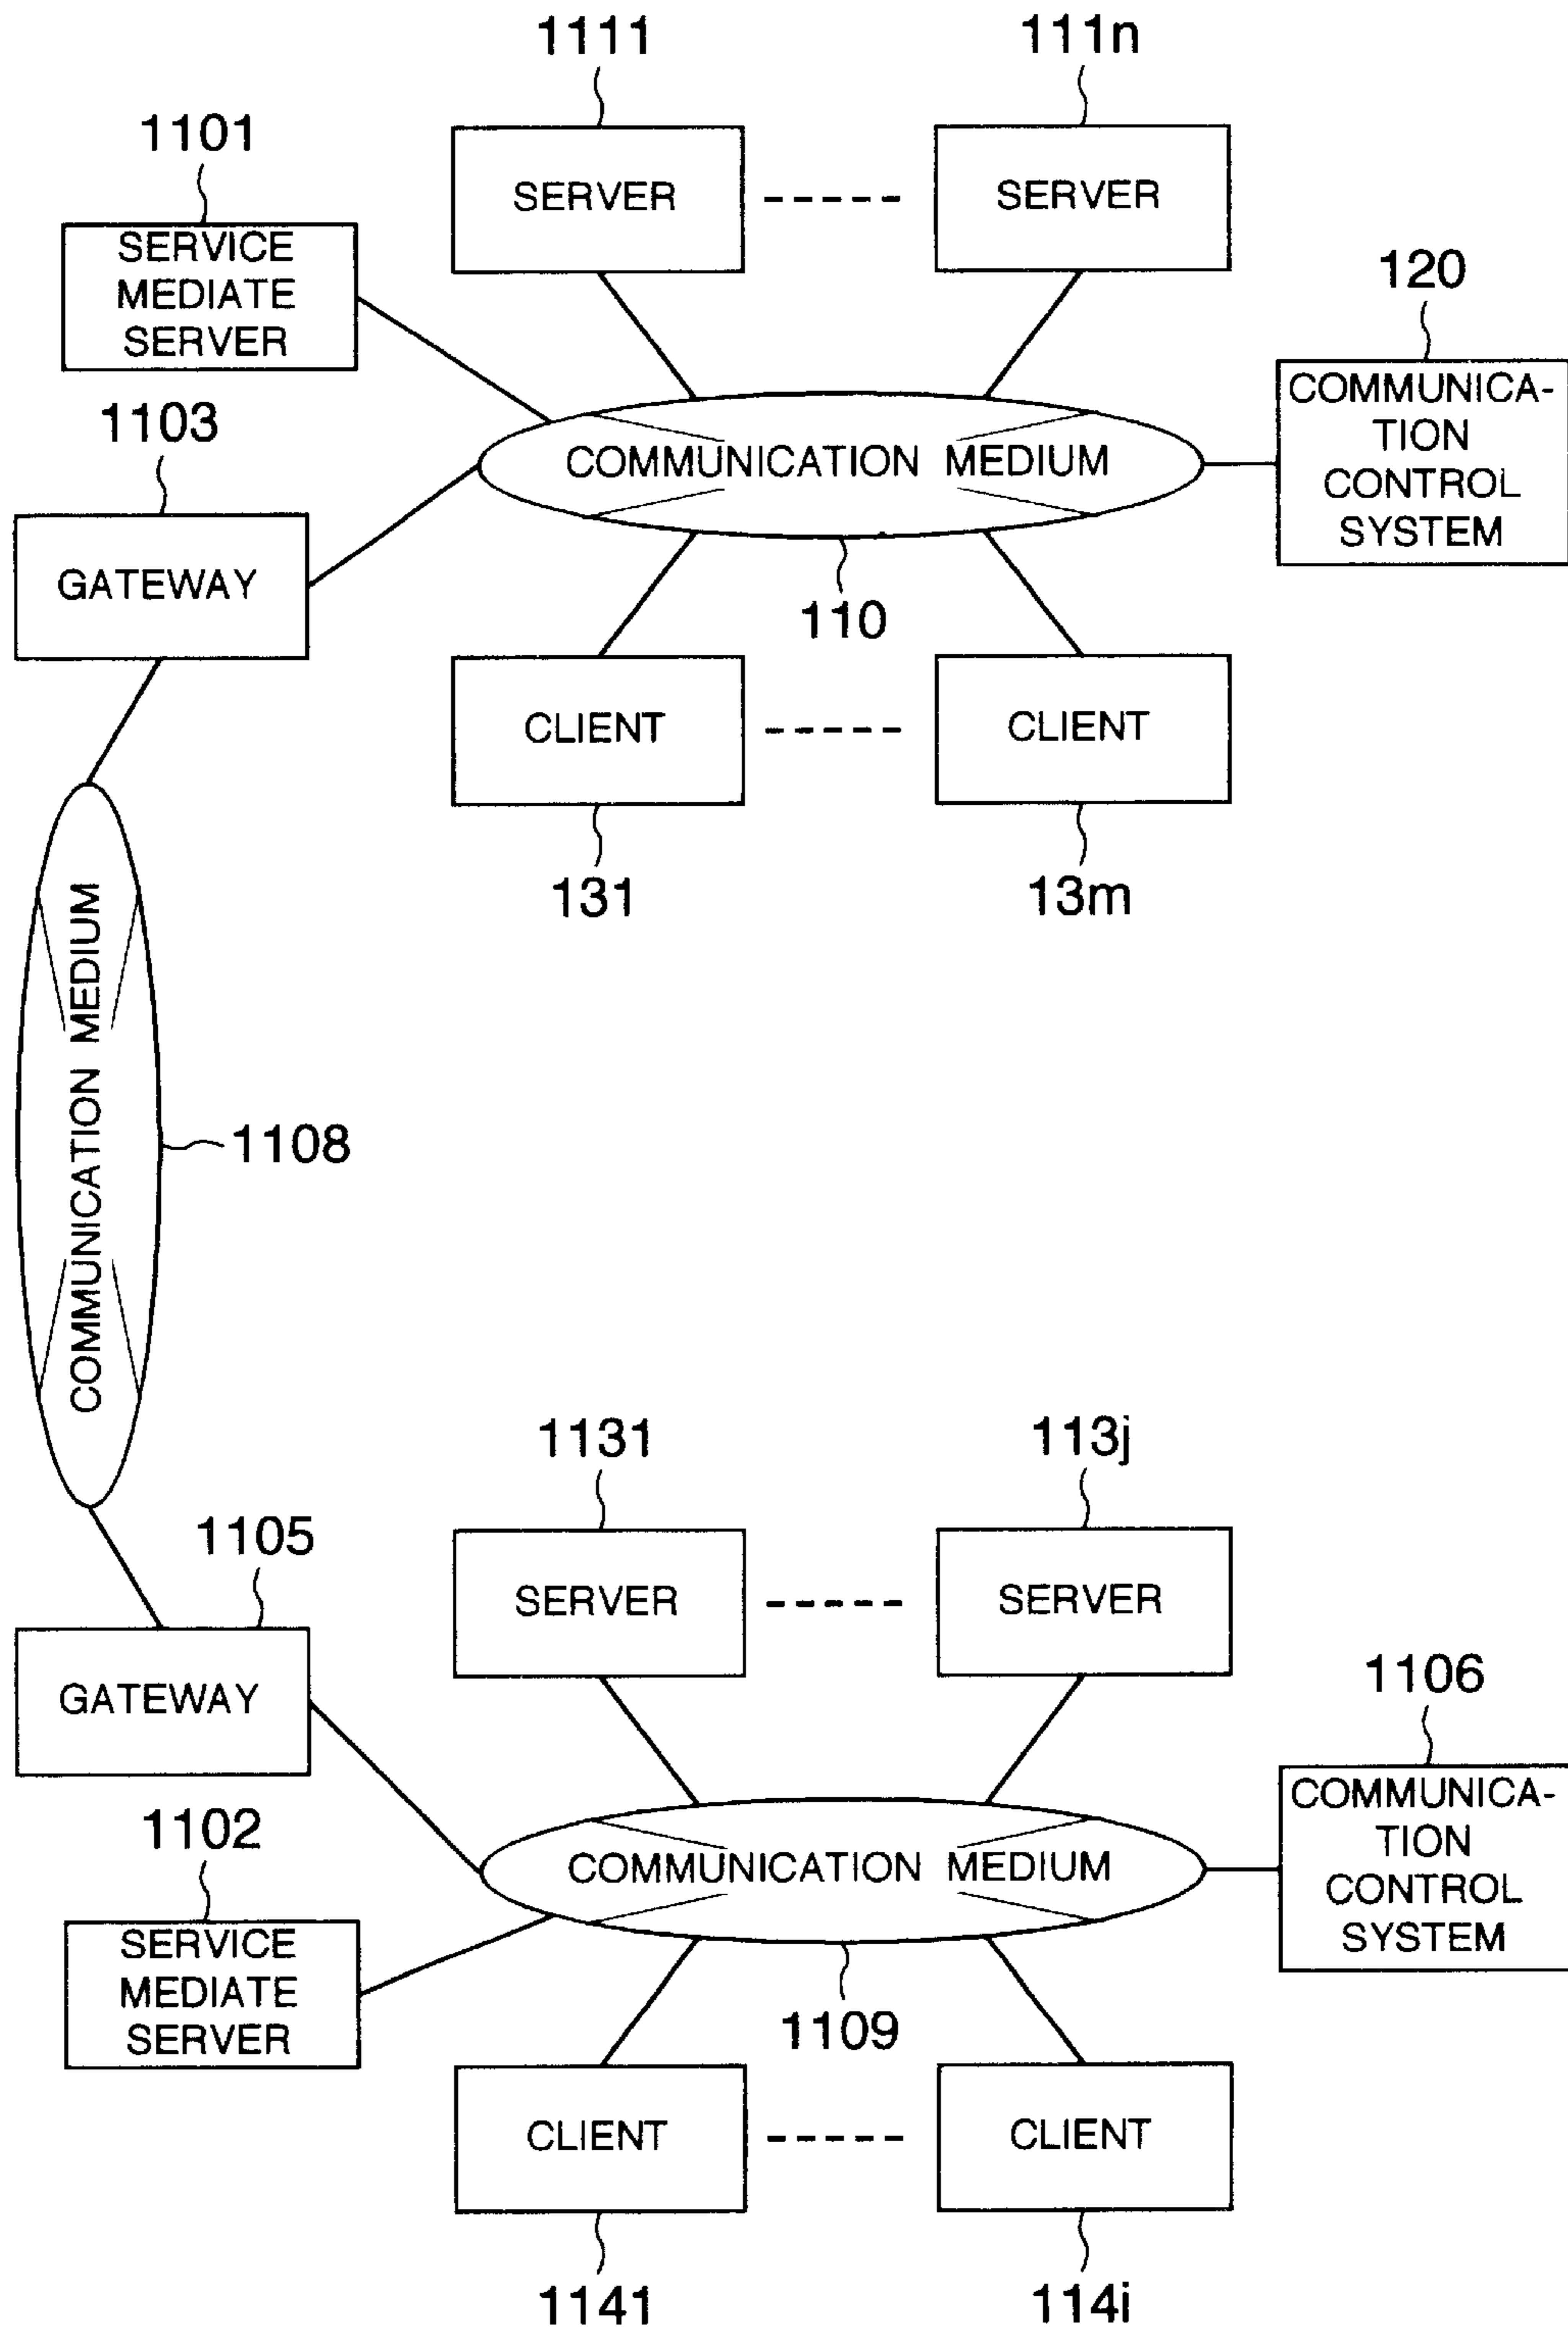 1111
111n
1101
SERVER
SERVER
SERVICE
MEDIATE
SERVER
120
COMMUNICA-
TION
CONTROL
SYSTEM
1103
COMMUNICATION MEDIUM
GATEWAY
110
CLIENT
CLIENT
131
13m
COMMUNICATION MEDIUM
1108
1131
113j
1105
SERVER
SERVER
GATEWAY
1106
COMMUNICA-
TION
CONTROL
SYSTEM
1102
COMMUNICATION MEDIUM
SERVICE
MEDIATE
SERVER
1109
CLIENT
CLIENT
1141
114i